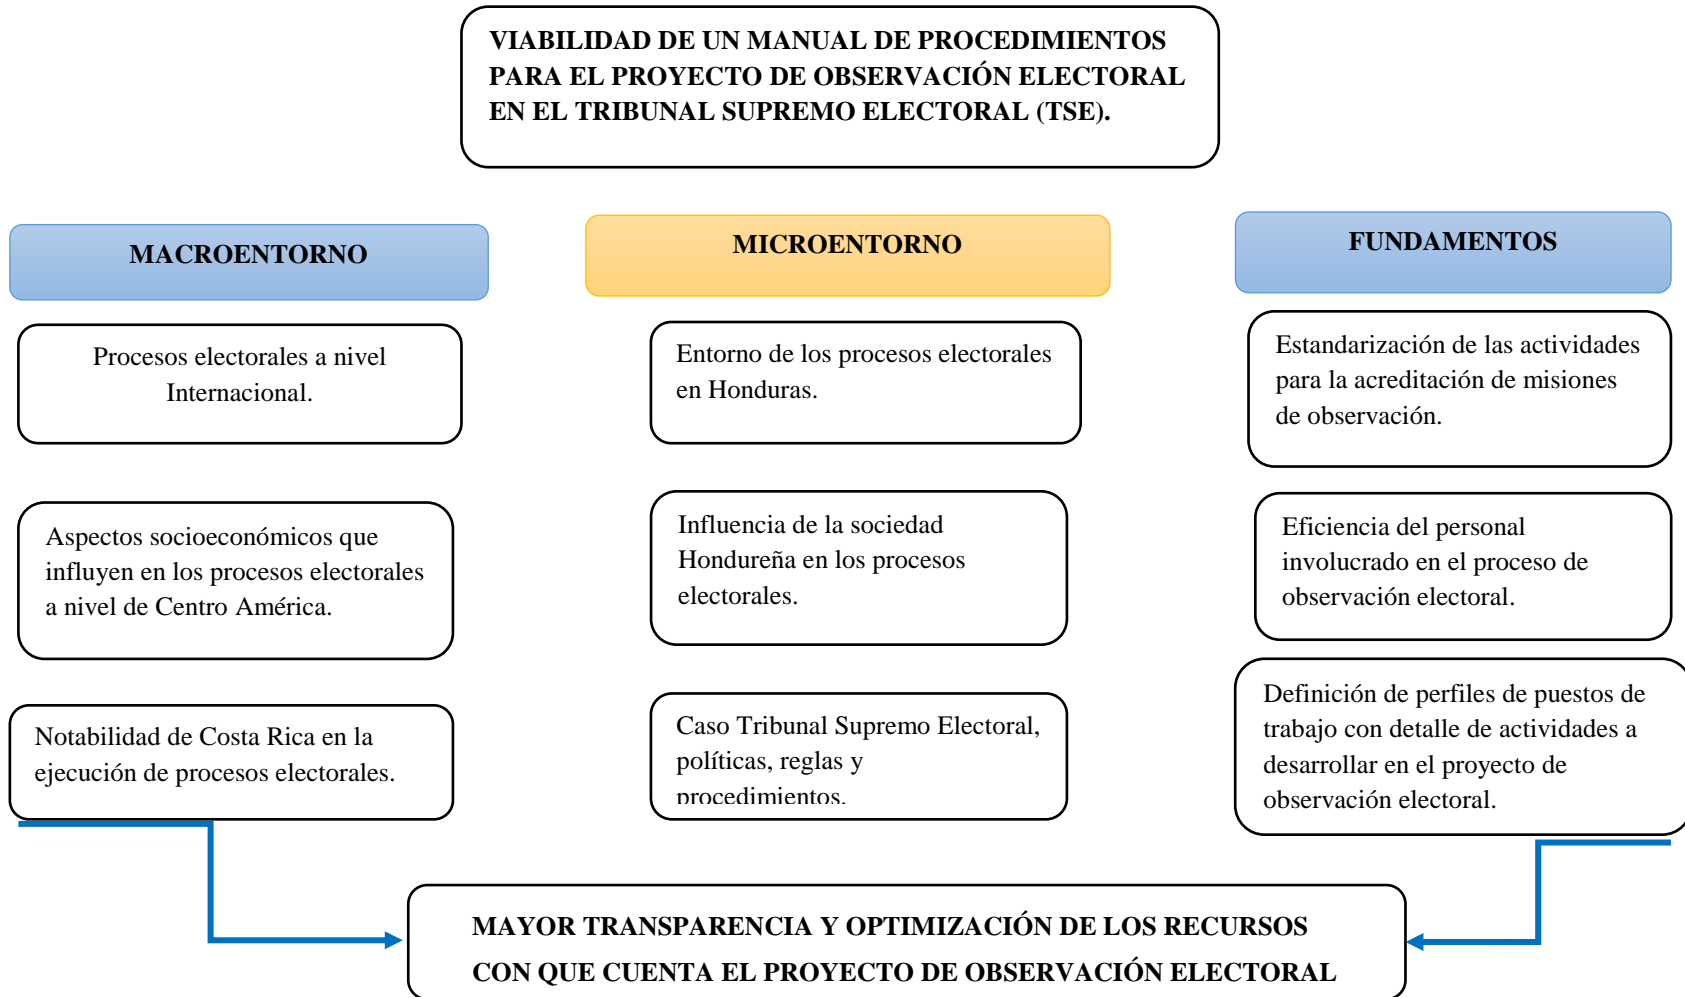 VIABILIDAD DE UN MANUAL DE PROCEDIMIENTOS
PARA EL PROYECTO DE OBSERVACIÓN ELECTORAL
EN EL TRIBUNAL SUPREMO ELECTORAL (TSE).
MACROENTORNO
Procesos electorales a nivel
Internacional.
Aspectos socioeconómicos que
influyen en los procesos electorales
a nivel de Centro América.
Notabilidad de Costa Rica en la
ejecución de procesos electorales.
MICROENTORNO
Entorno de los procesos electorales
en Honduras.
Influencia de la sociedad
Hondureña en los procesos
electorales.
Caso Tribunal Supremo Electoral,
políticas, reglas y
procedimientos.
FUNDAMENTOS
Estandarización de las actividades
para la acreditación de misiones
de observación.
Eficiencia del personal
involucrado en el proceso de
observación electoral.
Definición de perfiles de puestos de
trabajo con detalle de actividades a
desarrollar en el proyecto de
observación electoral.
MAYOR TRANSPARENCIA Y OPTIMIZACIÓN DE LOS RECURSOS
CON QUE CUENTA EL PROYECTO DE OBSERVACIÓN ELECTORAL